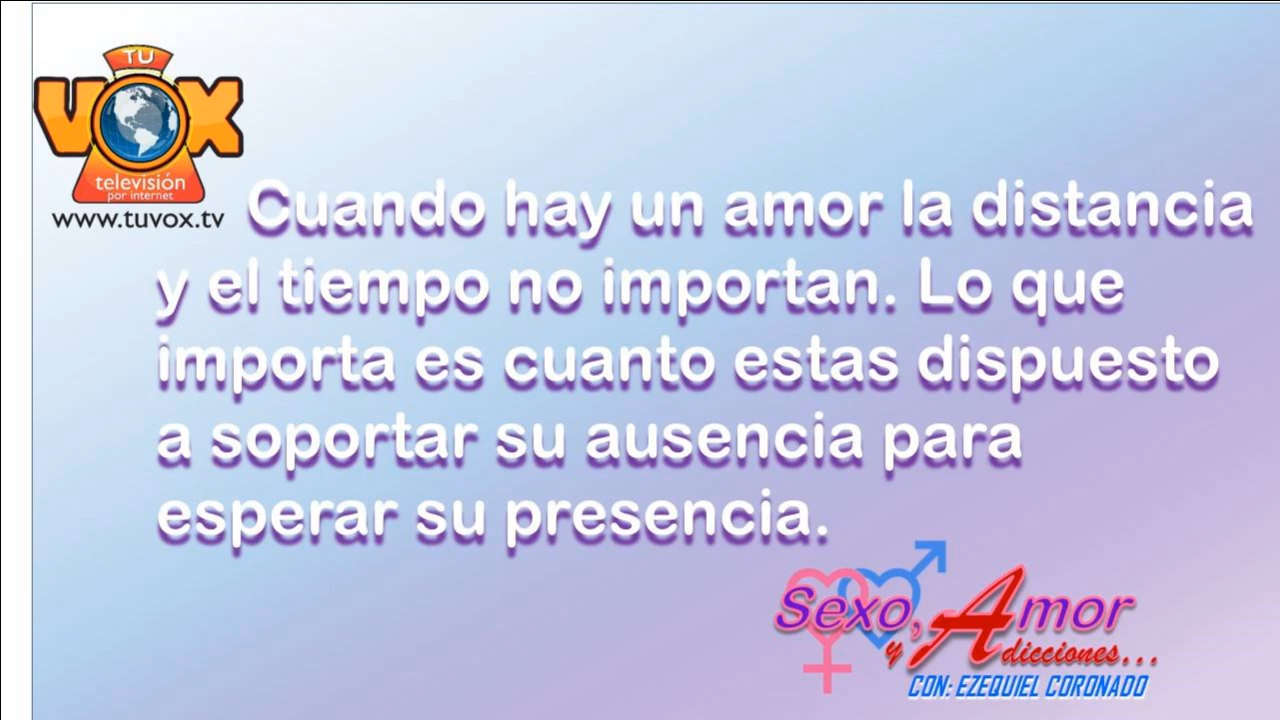 TU
VOX
televisión
por internet
www.tuvox.tv
Cuando hay un amor la distancia
y el tiempo no importan. Lo que
importa es cuanto estas dispuesto
a soportar su ausencia para
esperar su presencia.
Sexo, Amor
y Adicciones...
CON: EZEQUIEL CORONADO